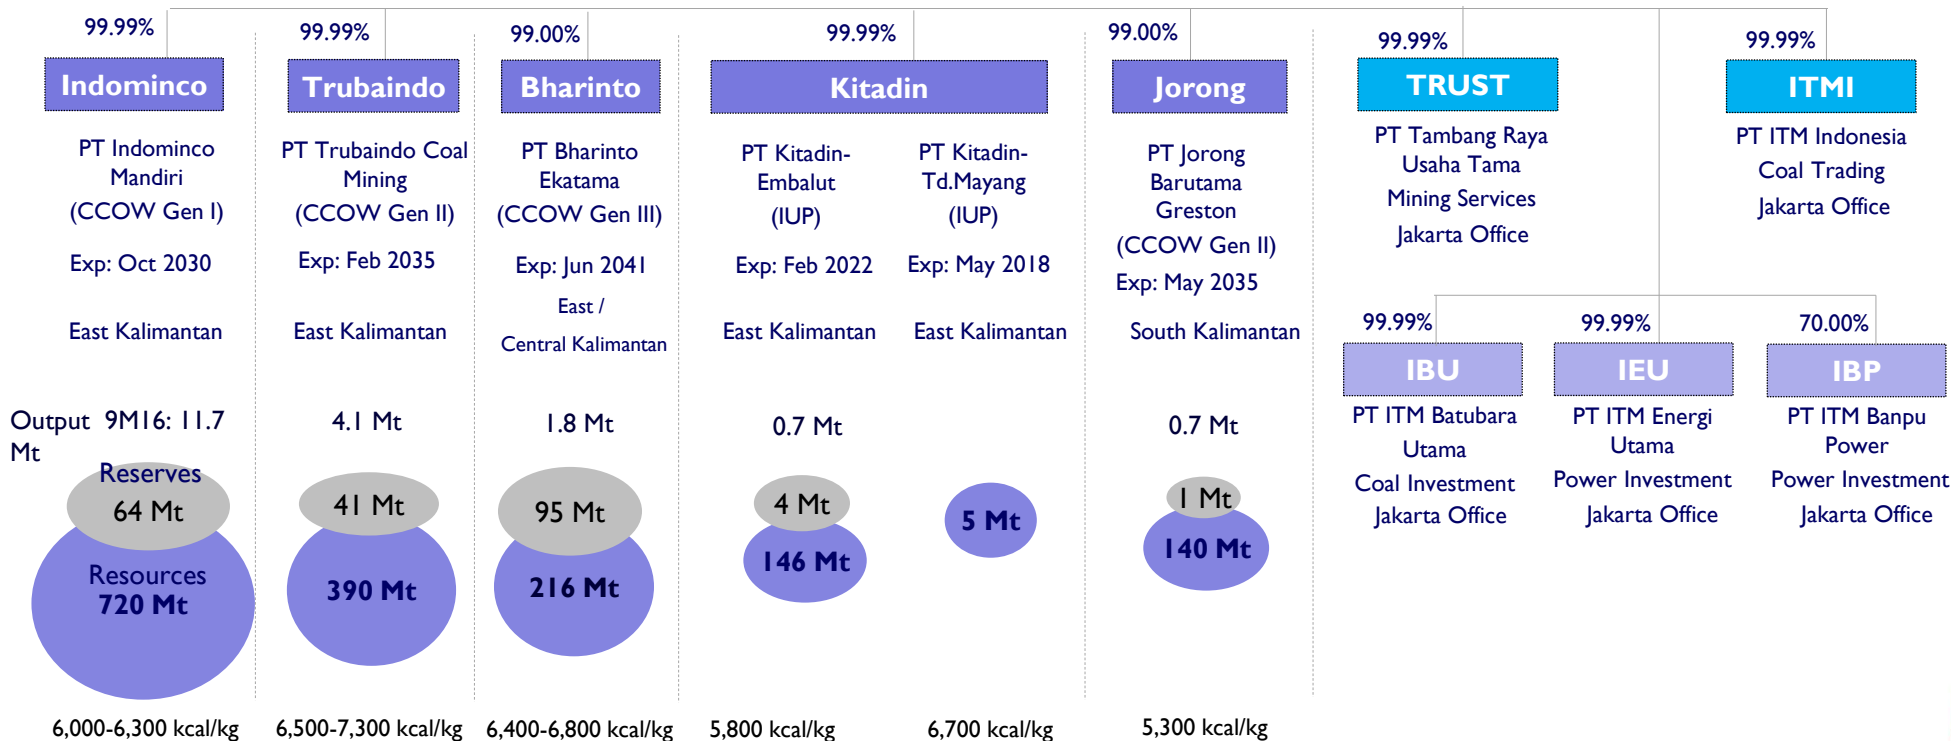 99.99%
99.99%
99.00%
99.99%
99.00%
99.99%
99.99%
Indominco
Trubaindo
Bharinto
Kitadin
Jorong
TRUST
ITMI
PT Indominco
Mandiri
(CCOW Gen I)
Exp: Oct 2030
East Kalimantan
PT Trubaindo Coal
Mining
(CCOW Gen II)
Exp: Feb 2035
East Kalimantan
PT Bharinto
Ekatama
(CCOW Gen III)
Exp: Jun 2041
East /
Central Kalimantan
PT Kitadin-
Embalut
(IUP)
Exp: Feb 2022
East Kalimantan
PT Kitadin-
Td.Mayang
(IUP)
Exp: May 2018
East Kalimantan
PT Jorong
Barutama
Greston
(CCOW Gen II)
Exp: May 2035
South Kalimantan
PT Tambang Raya
Usaha Tama
Mining Services
Jakarta Office
PT ITM Indonesia
Coal Trading
Jakarta Office
99.99%
99.99%
70.00%
IBU
IEU
IBP
PT ITM Batubara
Utama
Coal Investment
Jakarta Office
PT ITM Energi
Utama
Power Investment
Jakarta Office
PT ITM Banpu
Power
Power Investment
Jakarta Office
Output 9M16: 11.7
Mt
4.1 Mt
1.8 Mt
0.7 Mt
0.7 Mt
Reserves
64 Mt
41 Mt
95 Mt
4 Mt
5 Mt
1 Mt
Resources
720 Mt
390 Mt
216 Mt
146 Mt
140 Mt
6,000-6,300 kcal/kg
6,500-7,300 kcal/kg
6,400-6,800 kcal/kg
5,800 kcal/kg
6,700 kcal/kg
5,300 kcal/kg